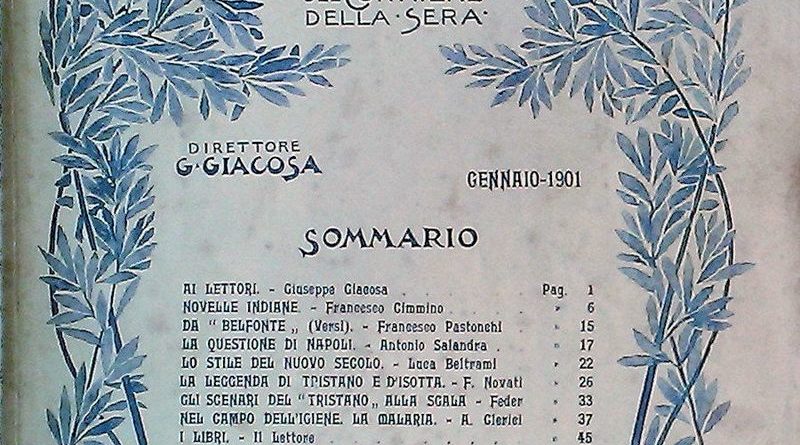 DELLA · SERA ·
DIRETTORE
G. GIACOSA
GENNAIO-1901
SOMMARIO
AI LETTORI. - Giuseppe Giacosa . . . . . . Pag. 1
NOVELLE INDIANE. - Francesco Cimmino . . . » 6
DA " BELFONTE „ (Versi). - Francesco Pastonchi . » 15
LA QUESTIONE DI NAPOLI. - Antonio Salandra . » 17
LO STILE DEL NUOVO SECOLO. - Luca Beltrami » 22
LA LEGGENDA DI TRISTANO E D'ISOTTA. - F. Novati » 26
GLI SCENARI DEL " TRISTANO „ ALLA SCALA - Feder » 33
NEL CAMPO DELL'IGIENE. LA MALARIA. - A. Clerici » 37
I LIBRI. - Il Lettore . . . . . . . » 45